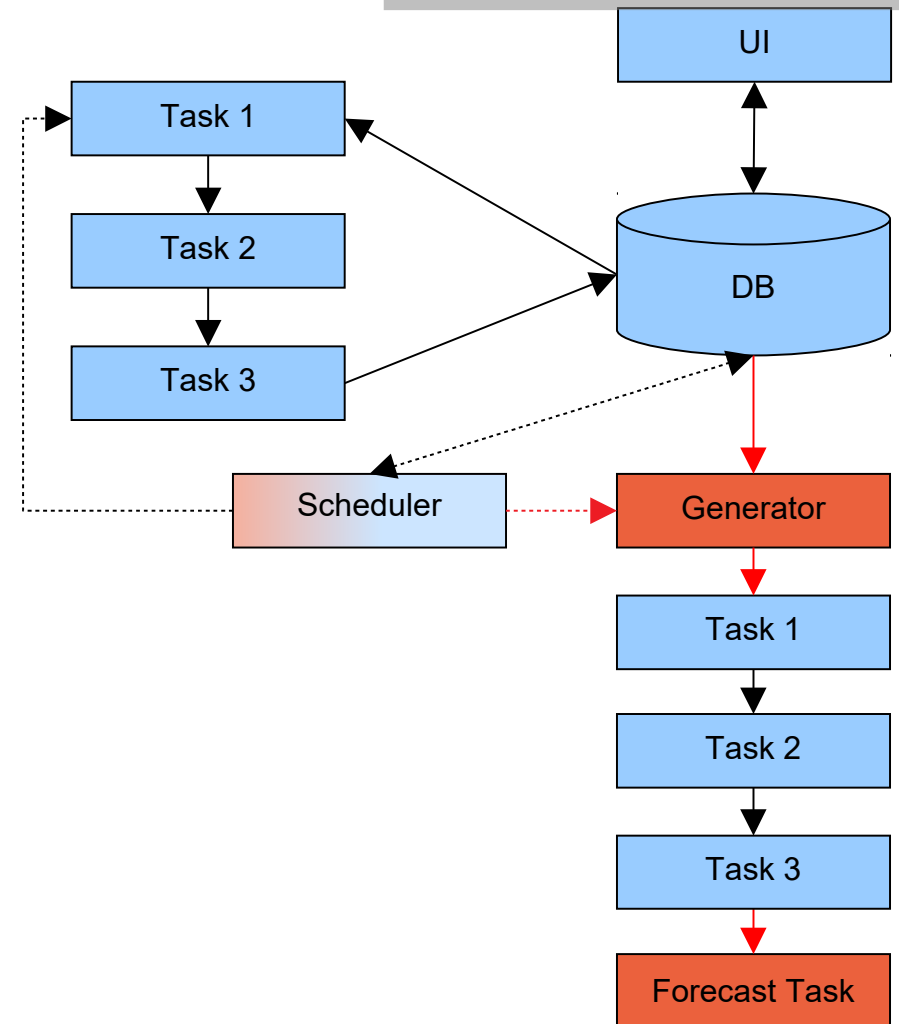 UI
Task 1
Task 2
DB
Task 3
Scheduler
Generator
Task 1
Task 2
Task 3
Forecast Task